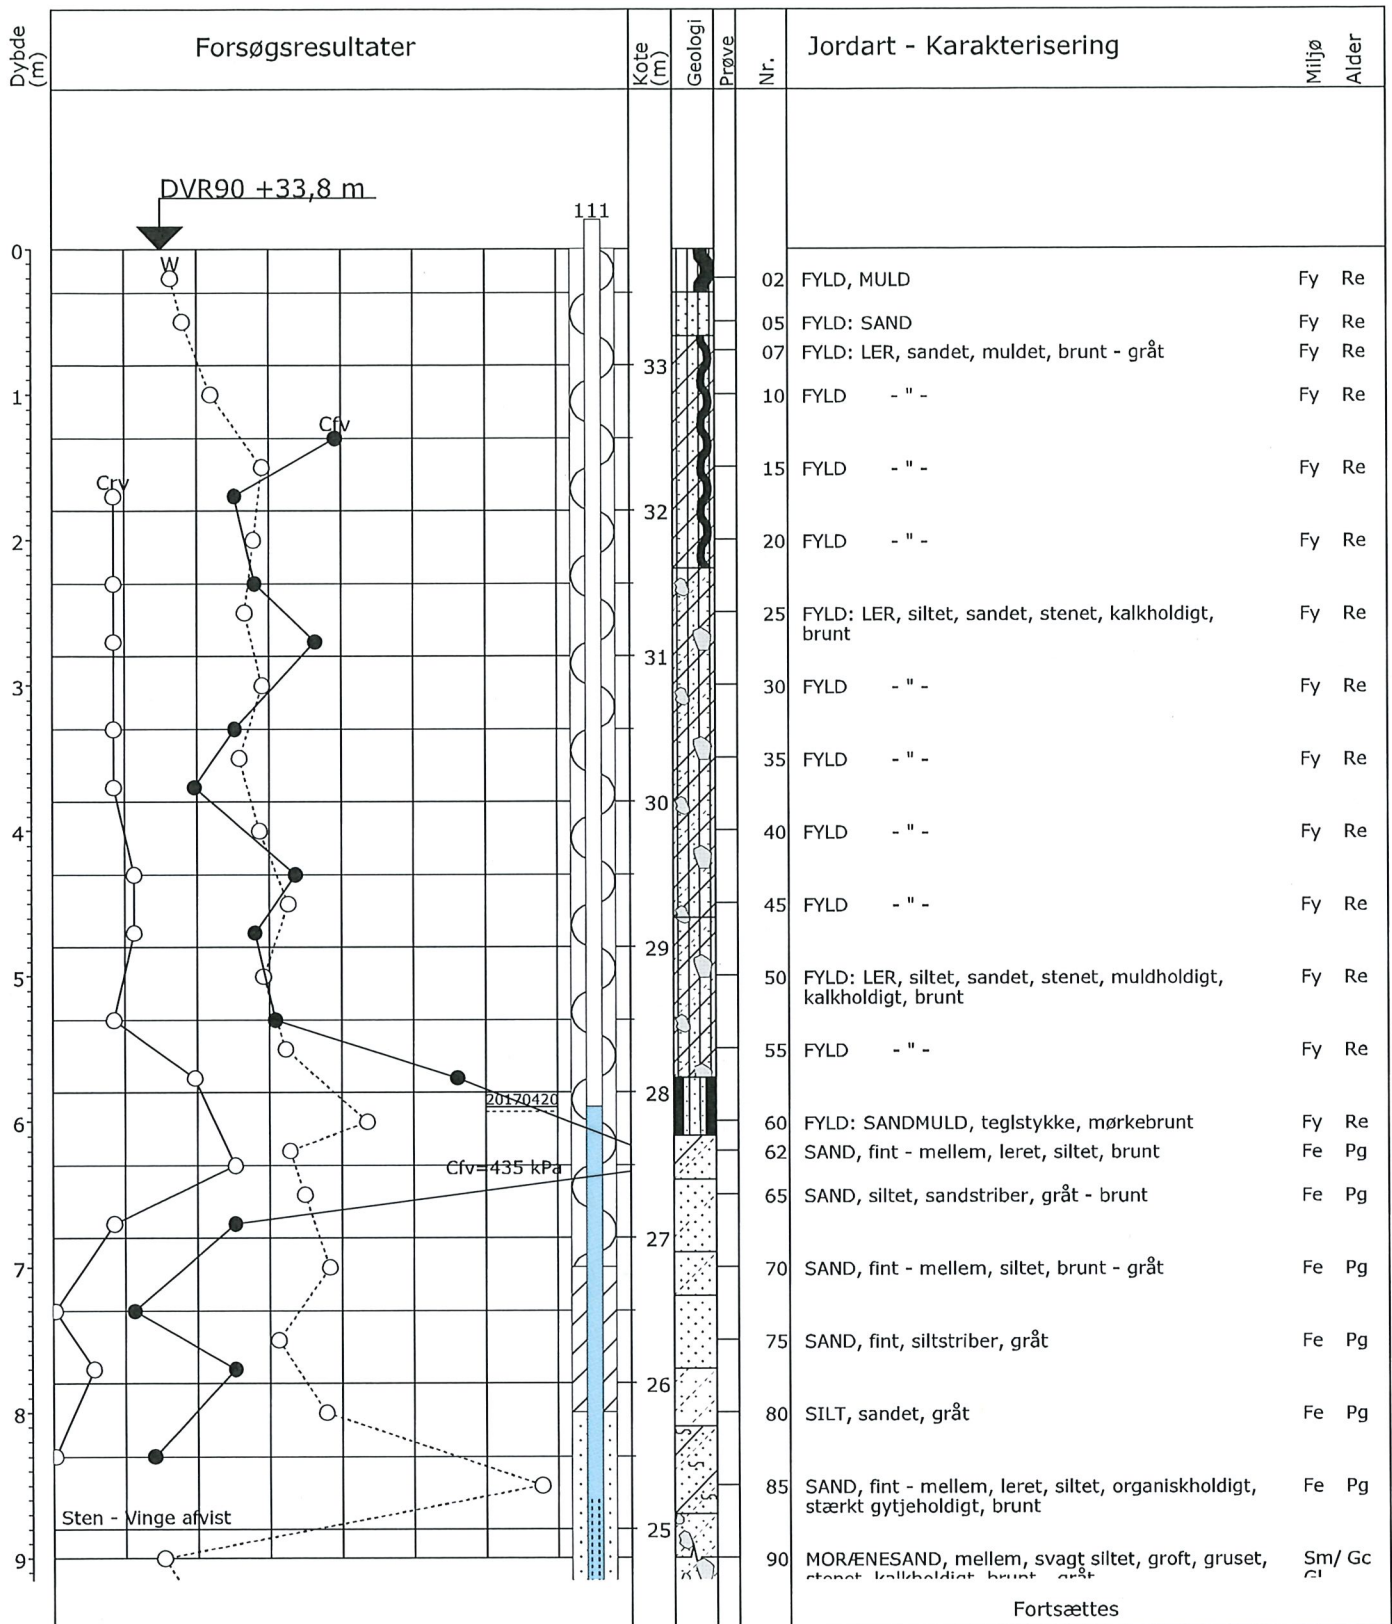 Dybde (m)
Forsøgsresultater
Kote (m)
Geologi
Prøve
Nr.
Jordart - Karakterisering
Miljø
Alder
DVR90 +33,8 m
111
0
W
02 FYLD, MULD Fy Re
05 FYLD: SAND Fy Re
07 FYLD: LER, sandet, muldet, brunt - gråt Fy Re
33
1
10 FYLD - " - Fy Re
Cfv
15 FYLD - " - Fy Re
Crv
32
2
20 FYLD - " - Fy Re
25 FYLD: LER, siltet, sandet, stenet, kalkholdigt, Fy Re
brunt
31
3
30 FYLD - " - Fy Re
35 FYLD - " - Fy Re
30
4
40 FYLD - " - Fy Re
45 FYLD - " - Fy Re
29
5
50 FYLD: LER, siltet, sandet, stenet, muldholdigt, Fy Re
kalkholdigt, brunt
55 FYLD - " - Fy Re
28
20170420
6
60 FYLD: SANDMULD, teglstykke, mørkebrunt Fy Re
62 SAND, fint - mellem, leret, siltet, brunt Fe Pg
Cfv=435 kPa
65 SAND, siltet, sandstriber, gråt - brunt Fe Pg
27
7
70 SAND, fint - mellem, siltet, brunt - gråt Fe Pg
75 SAND, fint, siltstriber, gråt Fe Pg
26
8
80 SILT, sandet, gråt Fe Pg
85 SAND, fint - mellem, leret, siltet, organiskholdigt, Fe Pg
stærkt gytjeholdigt, brunt
Sten - Vinge afvist
25
9
90 MORÆNESAND, mellem, svagt siltet, groft, gruset, Sm/ Gc
stenet, kalkholdigt, brunt - gråt Gl
Fortsættes